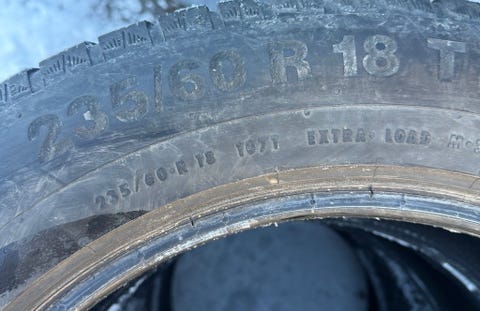 235/60 R 18 T
235/60 R 18 107T EXTRA LOAD M+S